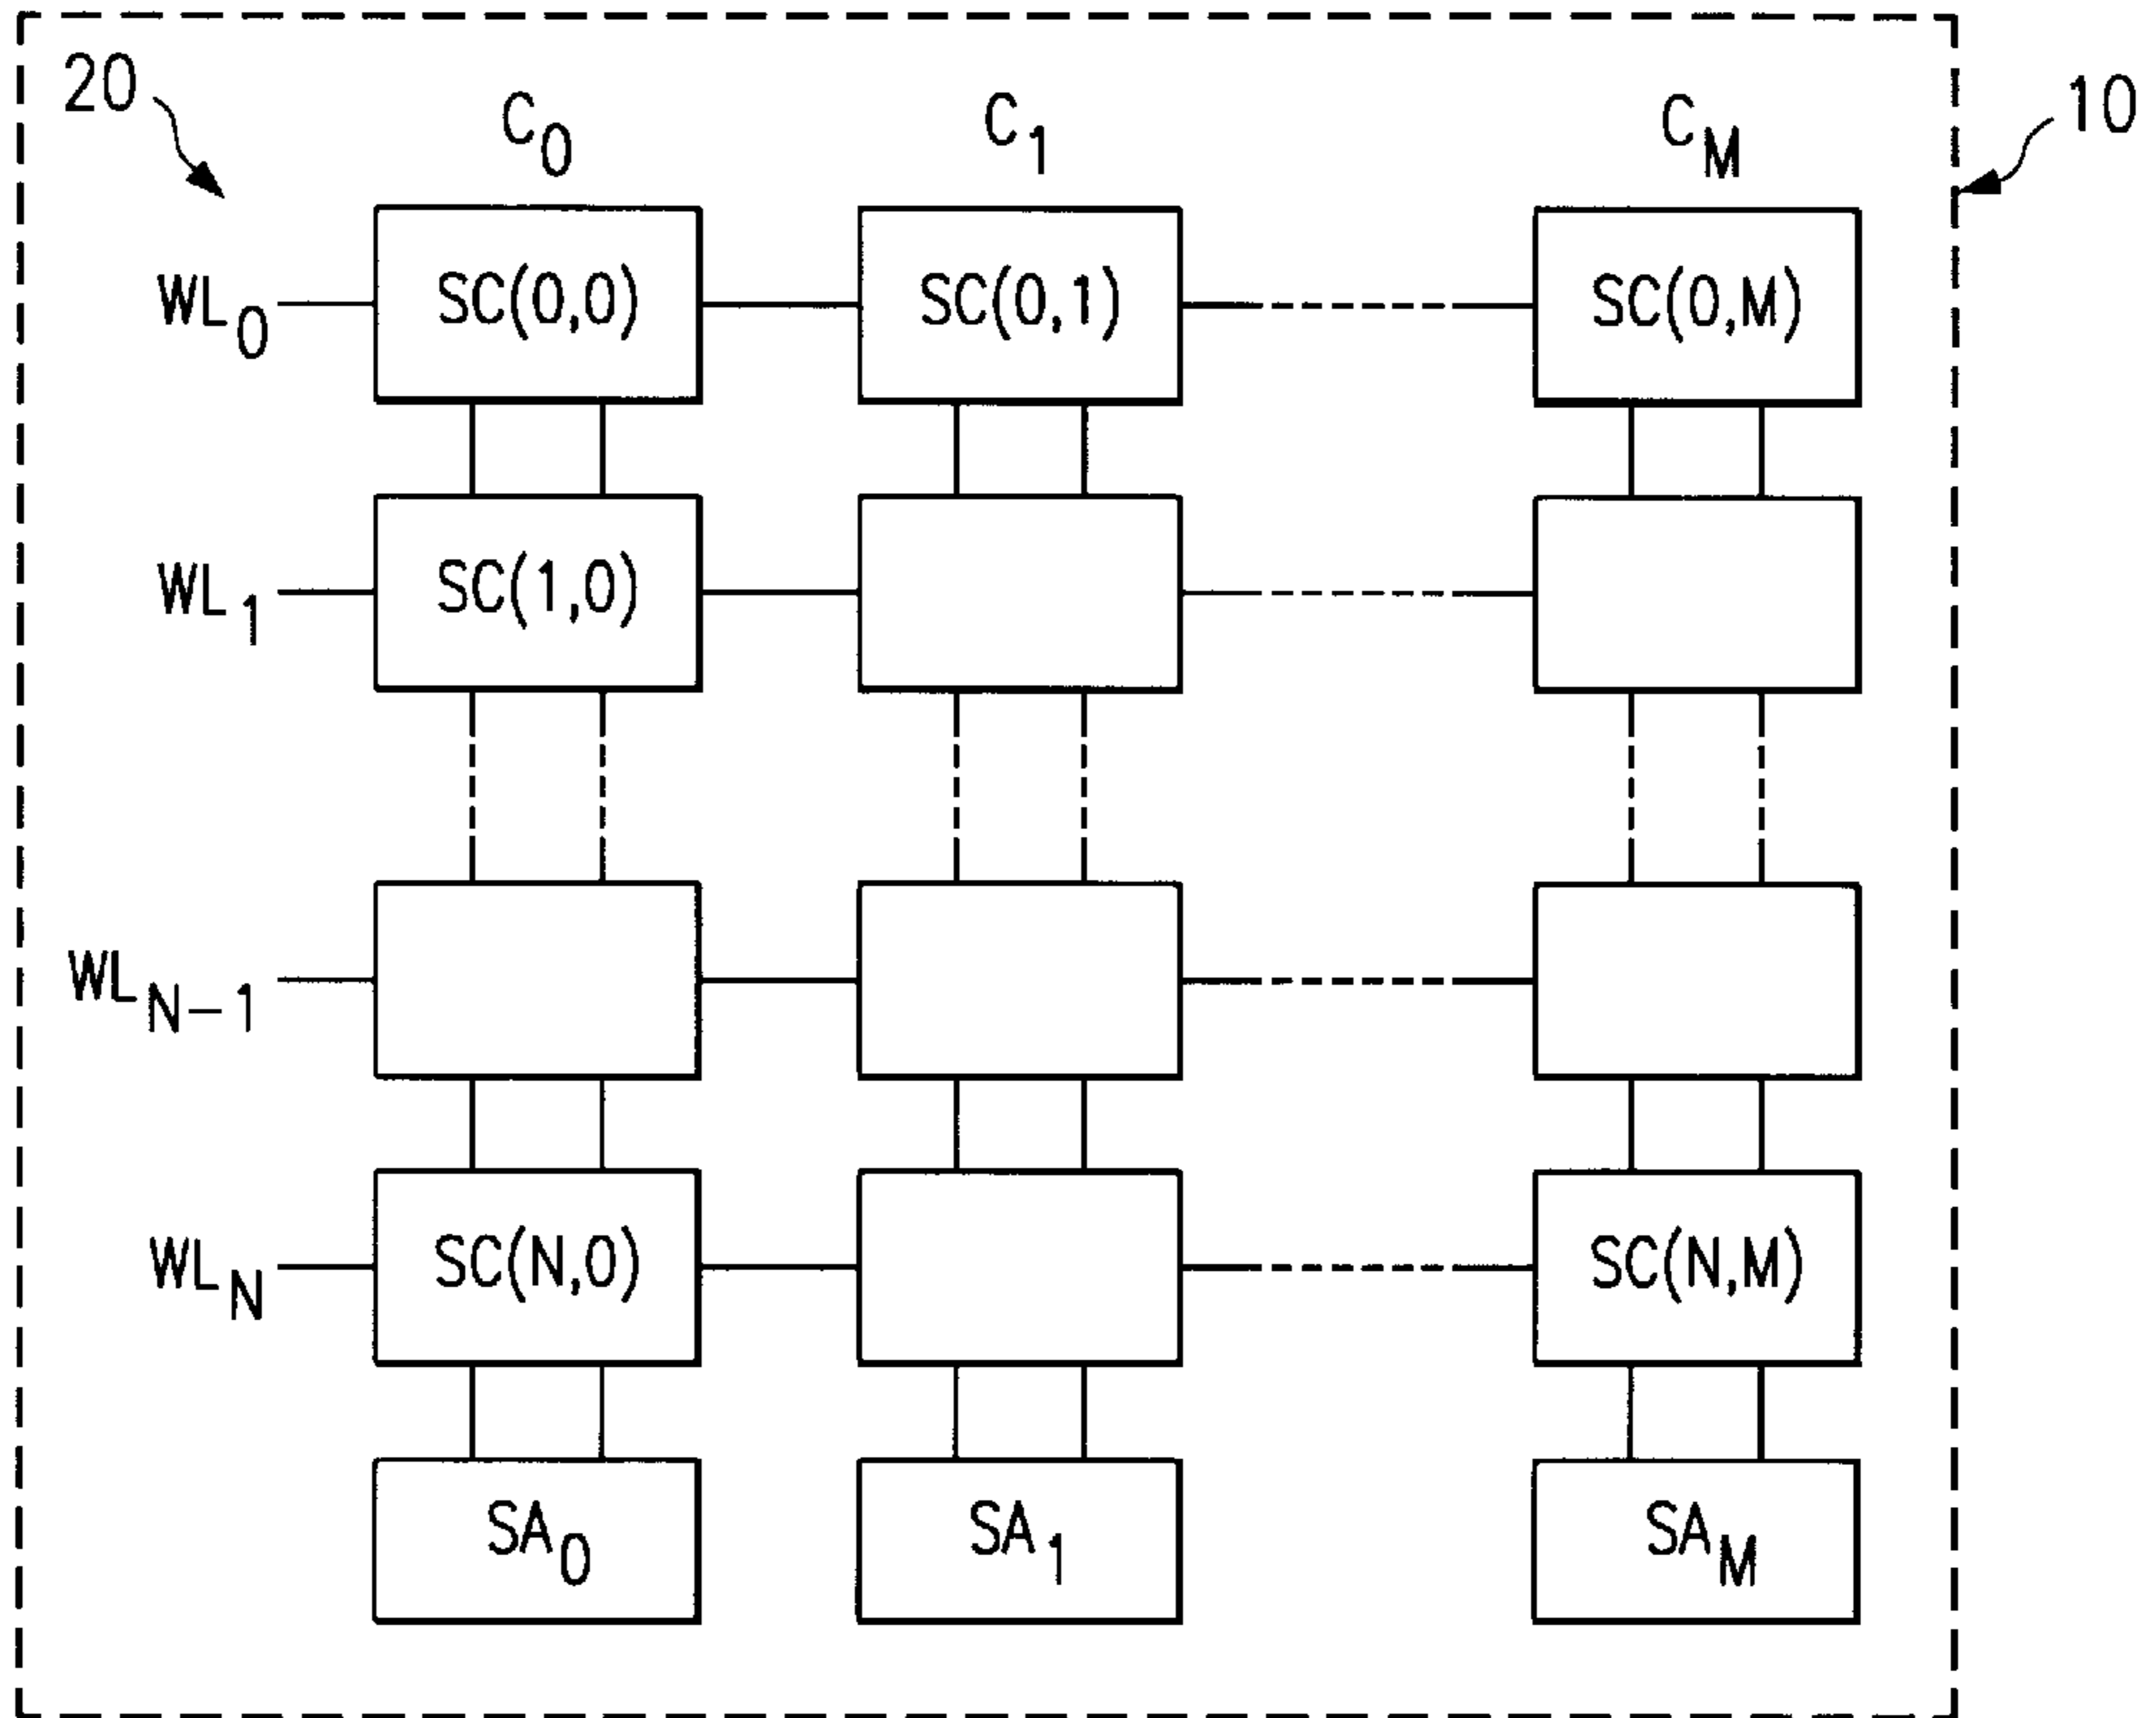 20
10
C0 C1 CM
WL0 SC(0,0) SC(0,1) SC(0,M)
WL1 SC(1,0)
WLN-1
WLN SC(N,0) SC(N,M)
SA0 SA1 SAM